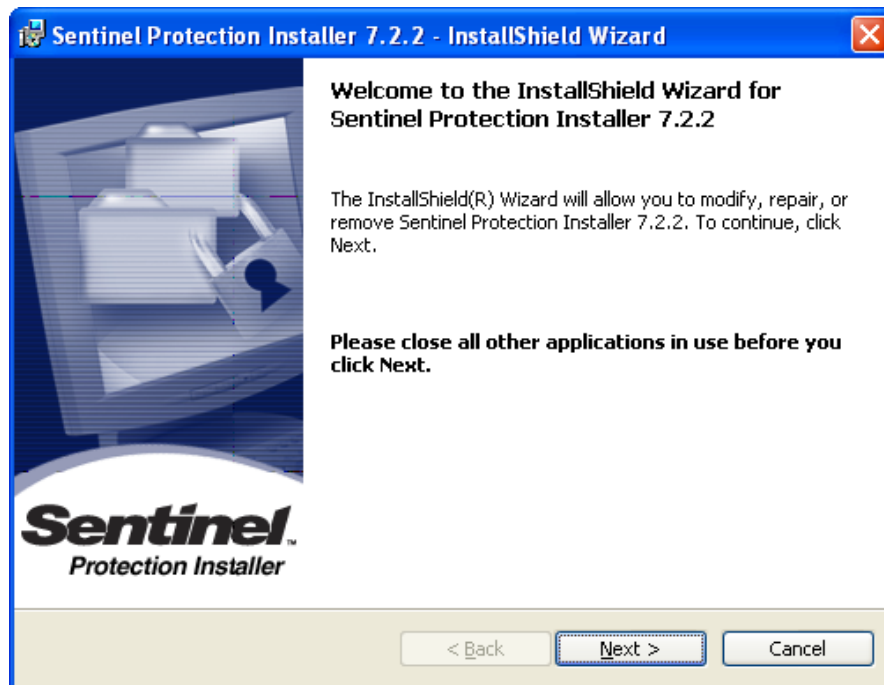 Sentinel Protection Installer 7.2.2 - InstallShield Wizard
Welcome to the InstallShield Wizard for
Sentinel Protection Installer 7.2.2
The InstallShield(R) Wizard will allow you to modify, repair, or
remove Sentinel Protection Installer 7.2.2. To continue, click
Next.
Please close all other applications in use before you
click Next.
Sentinel™
Protection Installer
< Back
Next >
Cancel